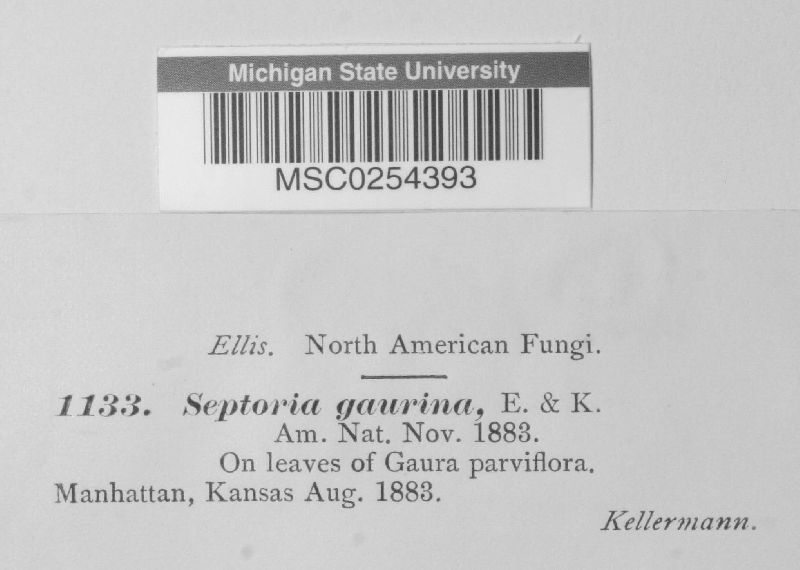 Michigan State University
MSC0254393
Ellis. North American Fungi.
1133. Septoria gaurina, E. & K.
Am. Nat. Nov. 1883.
On leaves of Gaura parviflora.
Manhattan, Kansas Aug. 1883.
Kellermann.